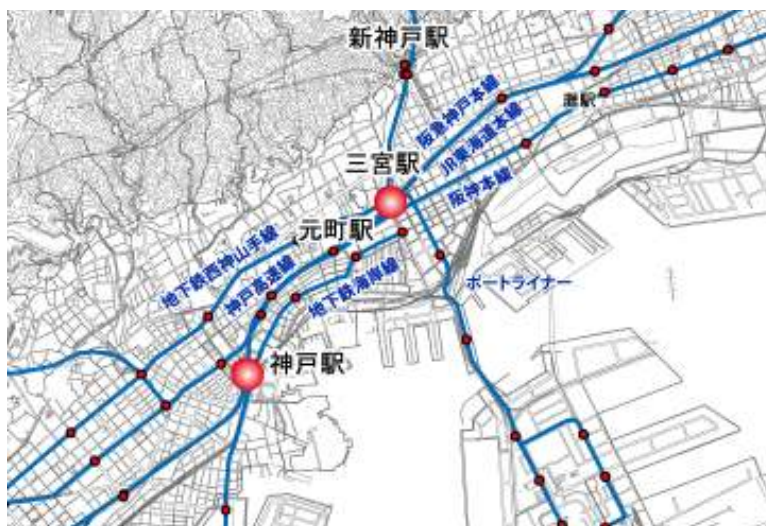 新神戸駅
阪急神戸本線
灘駅
JR東海道本線
三宮駅
阪神本線
元町駅
地下鉄西神山手線
神戸高速線
地下鉄海岸線
ポートライナー
神戸駅